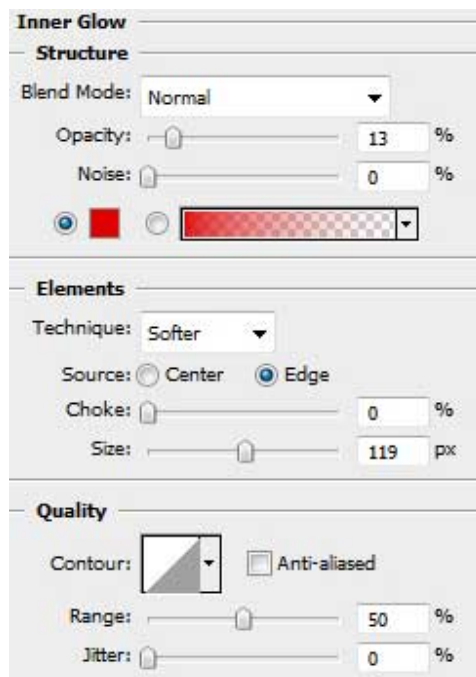 Inner Glow
Structure
Blend Mode: Normal
Opacity: 13 %
Noise: 0 %
Elements
Technique: Softer
Source: Center Edge
Choke: 0 %
Size: 119 px
Quality
Contour: Anti-aliased
Range: 50 %
Jitter: 0 %